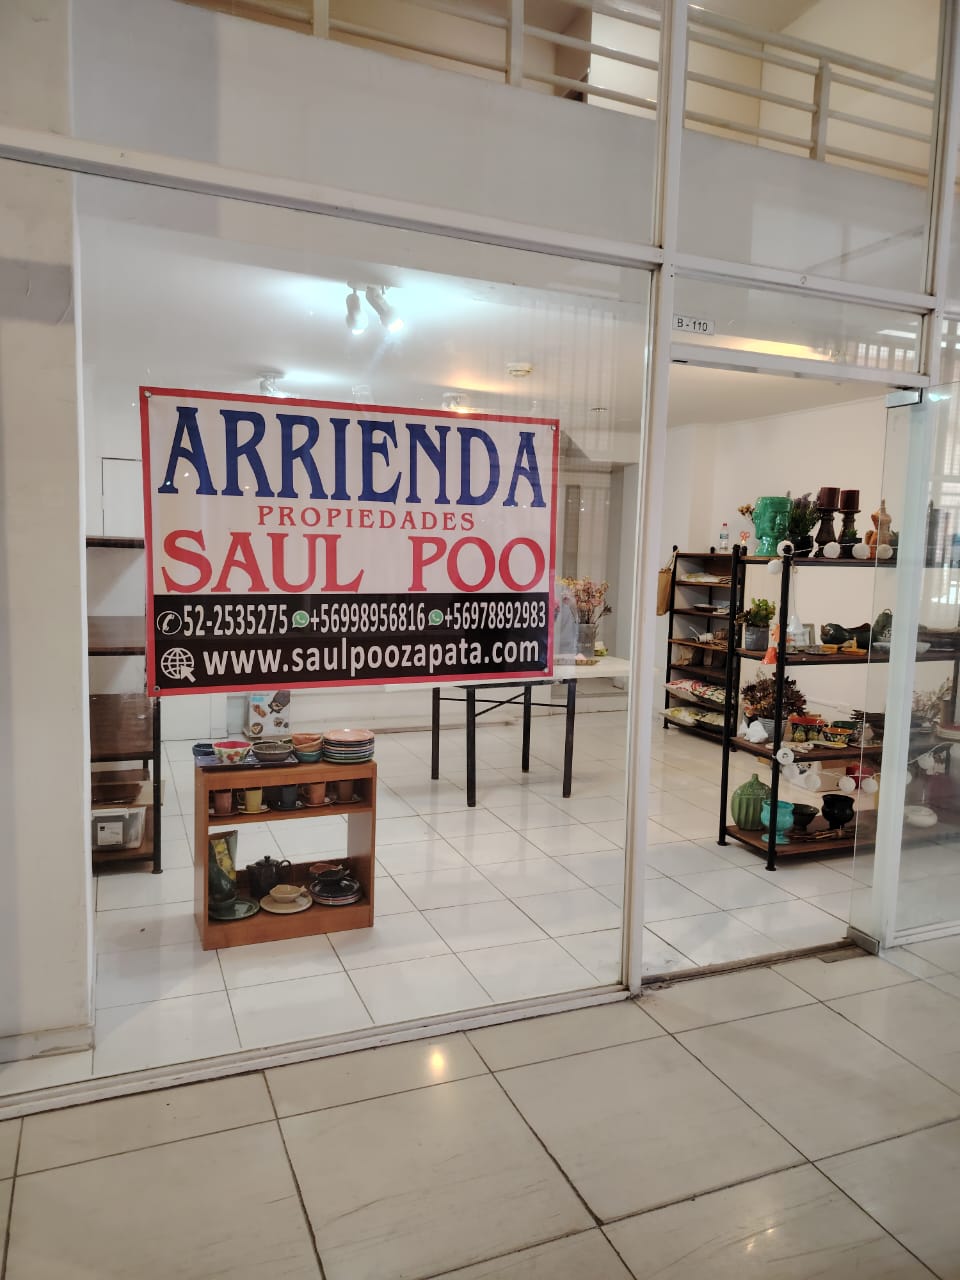 B - 110
ARRIENDA
PROPIEDADES
SAUL POO
52-2535275 +56998956816 +56978892983
www.saulpoozapata.com